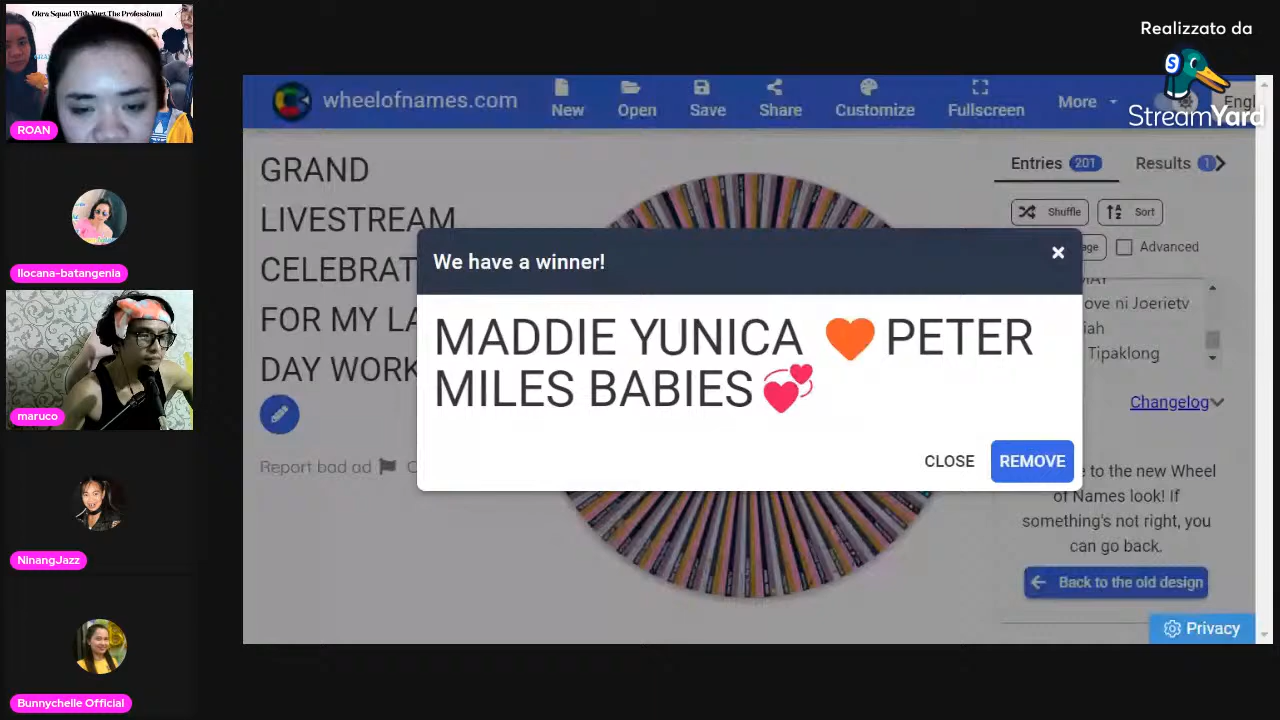 Okra Squad With Yurt The Professional
ROAN
Ilocana-batangenia
maruco
NinangJazz
Bunnychelle Official
Realizzato da
StreamYard
wheelofnames.com
New
Open
Save
Share
Customize
Fullscreen
More
Engl
GRAND
LIVESTREAM
CELEBRAT
FOR MY LA
DAY WORK
Report bad ad
Entries 201
Results 1
Shuffle
Sort
age
Advanced
ove ni Joerietv
iah
Tipaklong
Changelog
We have a winner!
MADDIE YUNICA 🧡 PETER
MILES BABIES💞
CLOSE
REMOVE
e to the new Wheel
of Names look! If
something's not right, you
can go back.
Back to the old design
Privacy